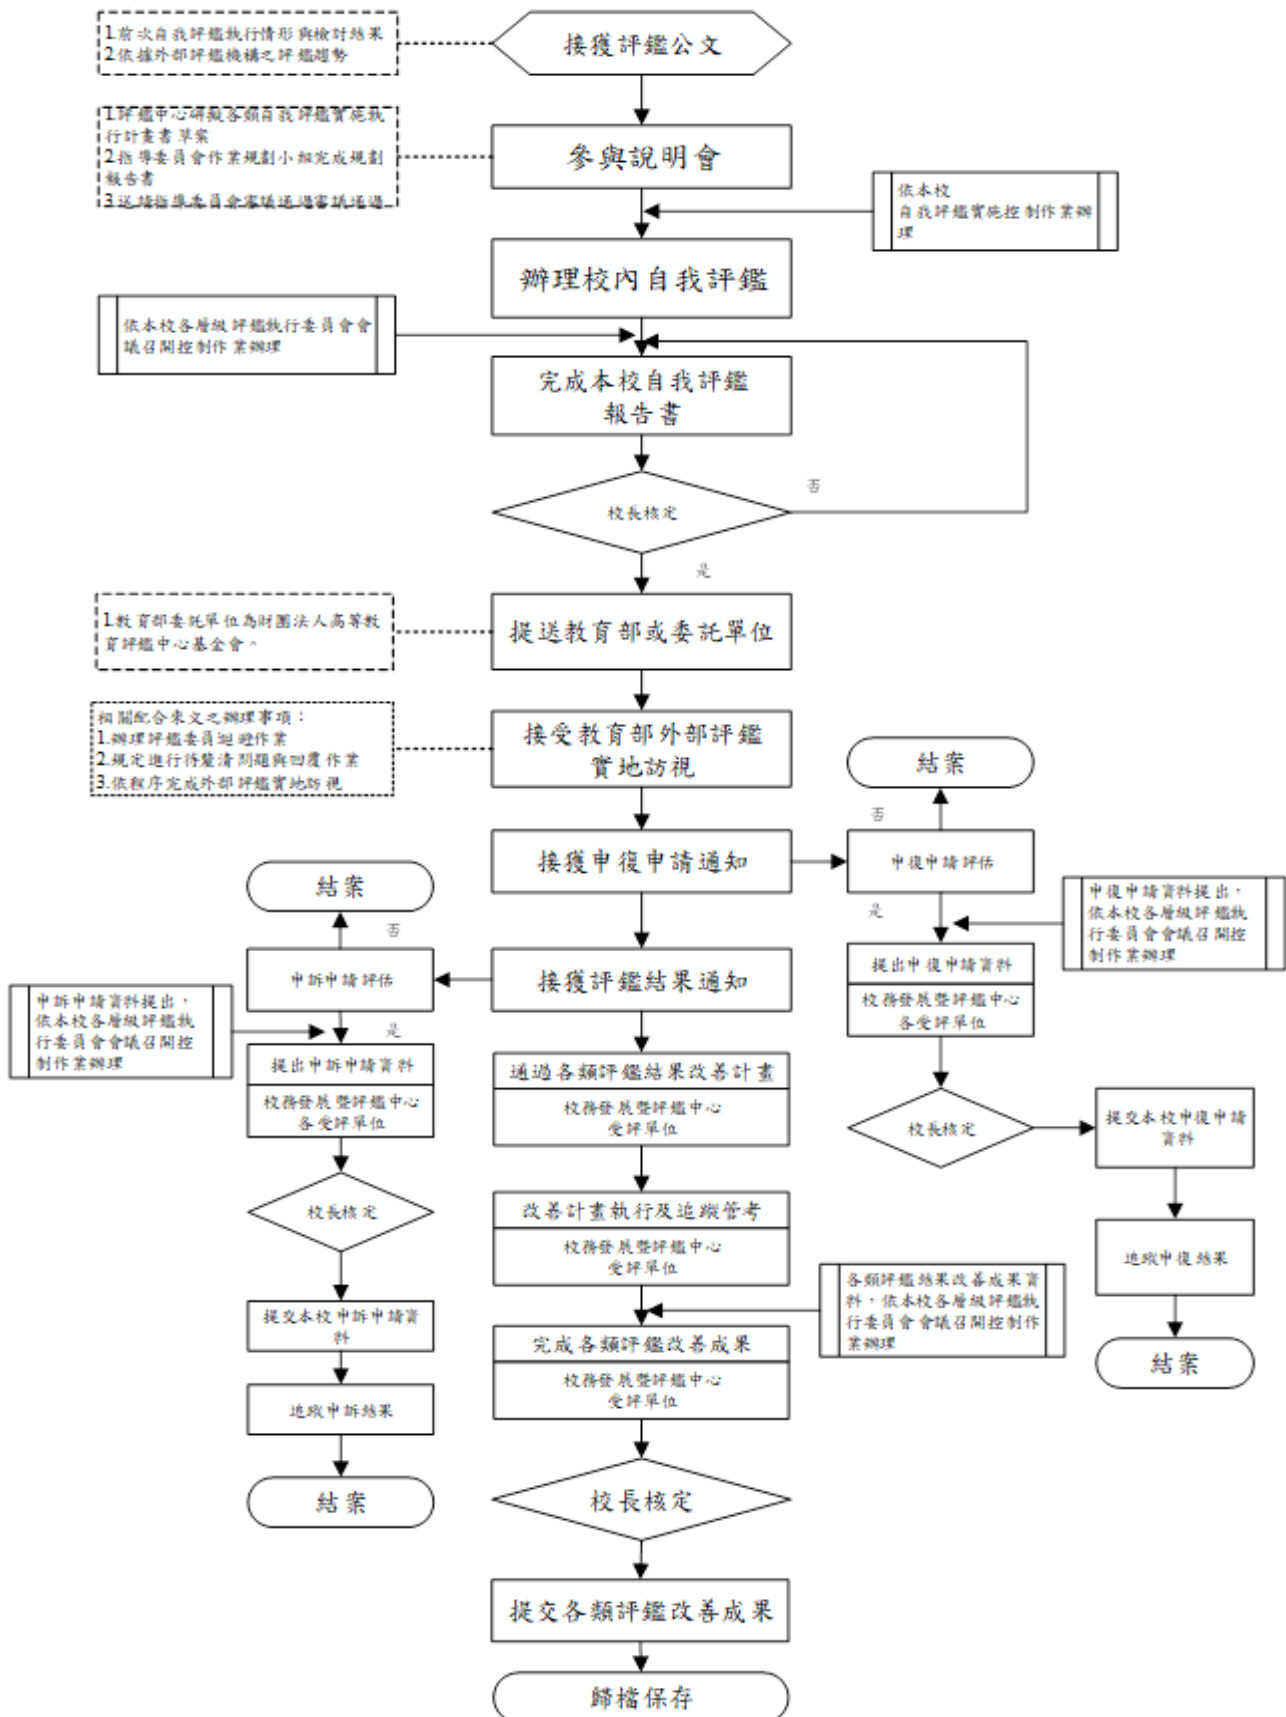 1.前次自我評鑑執行情形與檢討結果
2.依據外部評鑑機構之評鑑趨勢
接獲評鑑公文
1.評鑑中心研擬各類自我評鑑實施執
行計畫書草案
2.指導委員會作業規劃小組完成規劃
報告書
3.送請指導委員會審議通過審議通過
參與說明會
依本校
自我評鑑實施控制作業辦
理
辦理校內自我評鑑
依本校各層級評鑑執行委員會會
議召開控制作業辦理
完成本校自我評鑑
報告書
否
校長核定
是
1.教育部委託單位為財團法人高等教
育評鑑中心基金會。
提送教育部或委託單位
相關配合來文之辦理事項：
1.辦理評鑑委員迴避作業
2.規定進行待釐清問題與回覆作業
3.依程序完成外部評鑑實地訪視
接受教育部外部評鑑
實地訪視
結案
否
接獲申復申請通知
申復申請評估
是
申復申請資料提出，
依本校各層級評鑑執
行委員會會議召開控
制作業辦理
結案
否
申訴申請評估
接獲評鑑結果通知
提出申復申請資料
校務發展暨評鑑中心
各受評單位
申訴申請資料提出，
依本校各層級評鑑執
行委員會會議召開控
制作業辦理
是
提出申訴申請資料
校務發展暨評鑑中心
各受評單位
通過各類評鑑結果改善計畫
校務發展暨評鑑中心
受評單位
校長核定
提交本校申復申請
資料
校長核定
改善計畫執行及追蹤管考
校務發展暨評鑑中心
受評單位
追蹤申復結果
各類評鑑結果改善成果資
料，依本校各層級評鑑執
行委員會會議召開控制作
業辦理
提交本校申訴申請資
料
完成各類評鑑改善成果
校務發展暨評鑑中心
受評單位
結案
追蹤申訴結果
結案
校長核定
提交各類評鑑改善成果
歸檔保存